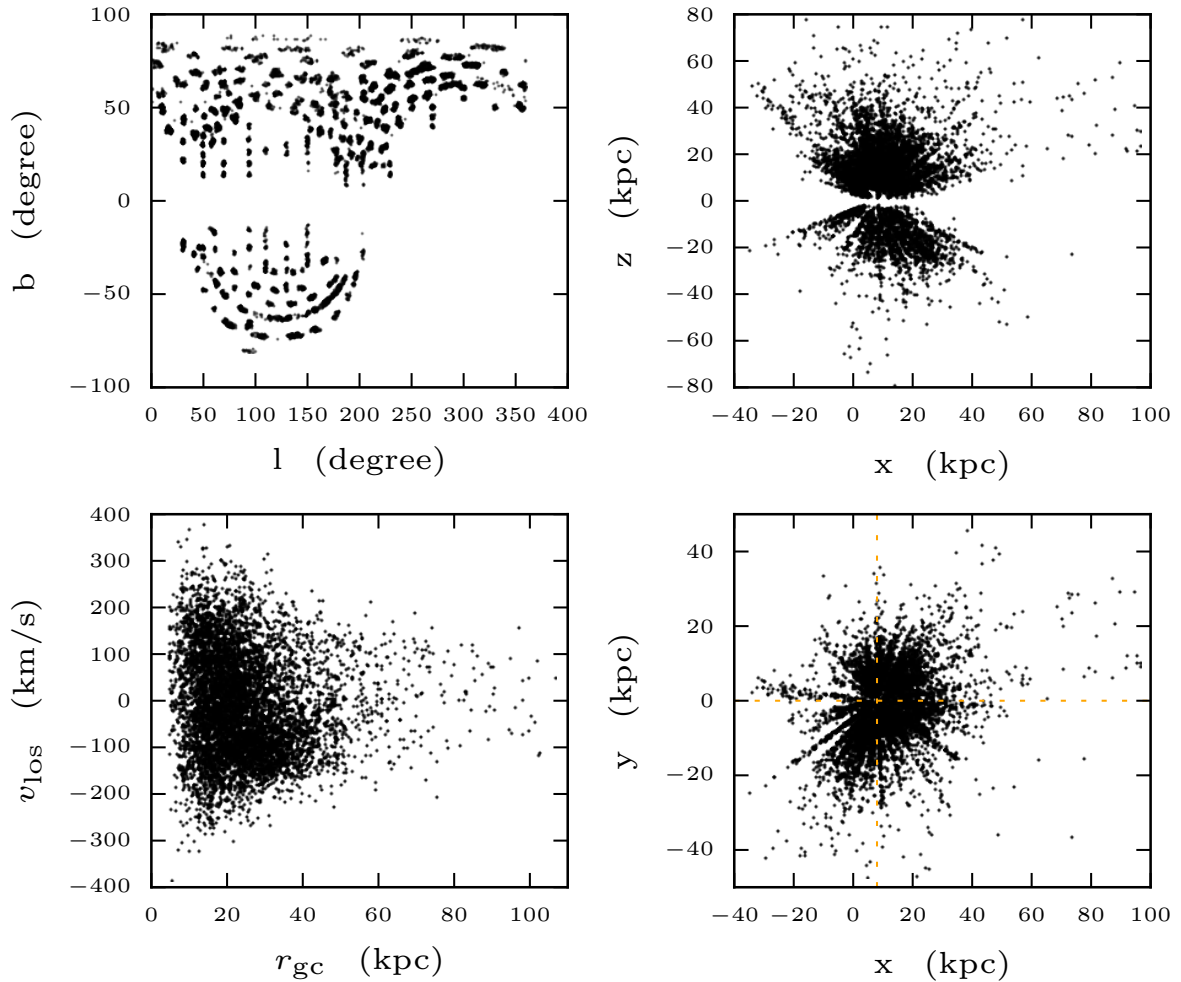 100
50
0
−50
−100
b (degree)
0 50 100 150 200 250 300 350 400
l (degree)
80
60
40
20
0
−20
−40
−60
−80
z (kpc)
−40 −20 0 20 40 60 80 100
x (kpc)
400
300
200
100
0
−100
−200
−300
−400
v_los (km/s)
0 20 40 60 80 100
r_gc (kpc)
40
20
0
−20
−40
y (kpc)
−40 −20 0 20 40 60 80 100
x (kpc)